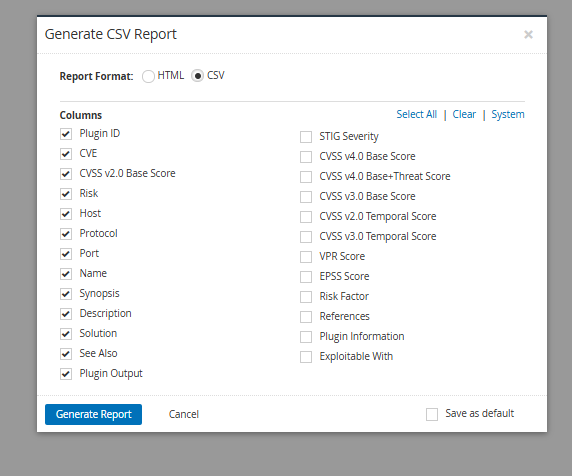 Generate CSV Report
×
Report Format: HTML CSV
Columns
Select All | Clear | System
Plugin ID
CVE
CVSS v2.0 Base Score
Risk
Host
Protocol
Port
Name
Synopsis
Description
Solution
See Also
Plugin Output
STIG Severity
CVSS v4.0 Base Score
CVSS v4.0 Base+Threat Score
CVSS v3.0 Base Score
CVSS v2.0 Temporal Score
CVSS v3.0 Temporal Score
VPR Score
EPSS Score
Risk Factor
References
Plugin Information
Exploitable With
Generate Report
Cancel
Save as default